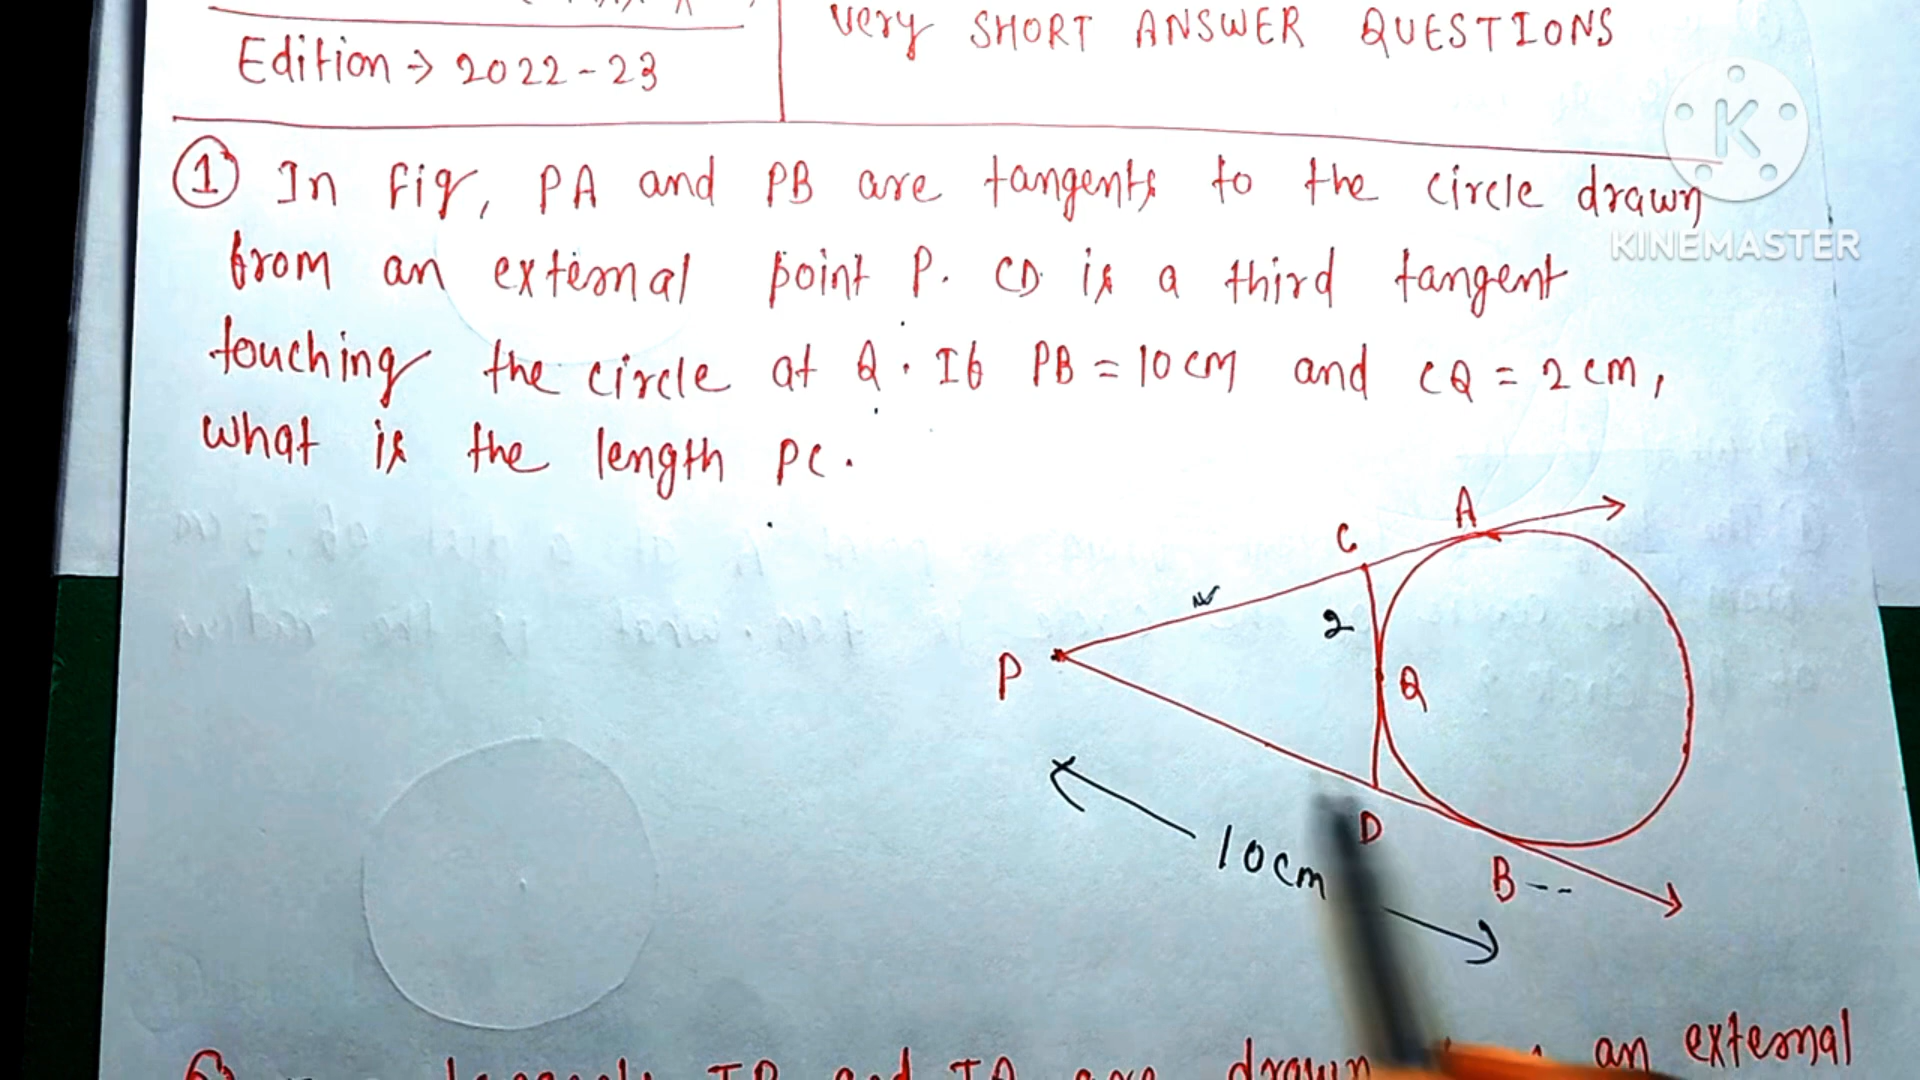 Edition → 2022-23
Very SHORT ANSWER QUESTIONS
K
KINEMASTER
① In Fig, PA and PB are tangents to the circle drawn
from an external point P. CD is a third tangent
touching the circle at Q. If PB = 10 cm and CQ = 2 cm,
what is the length PC.
A
C
2
P
Q
D
10cm
B--
and
drawn
an external